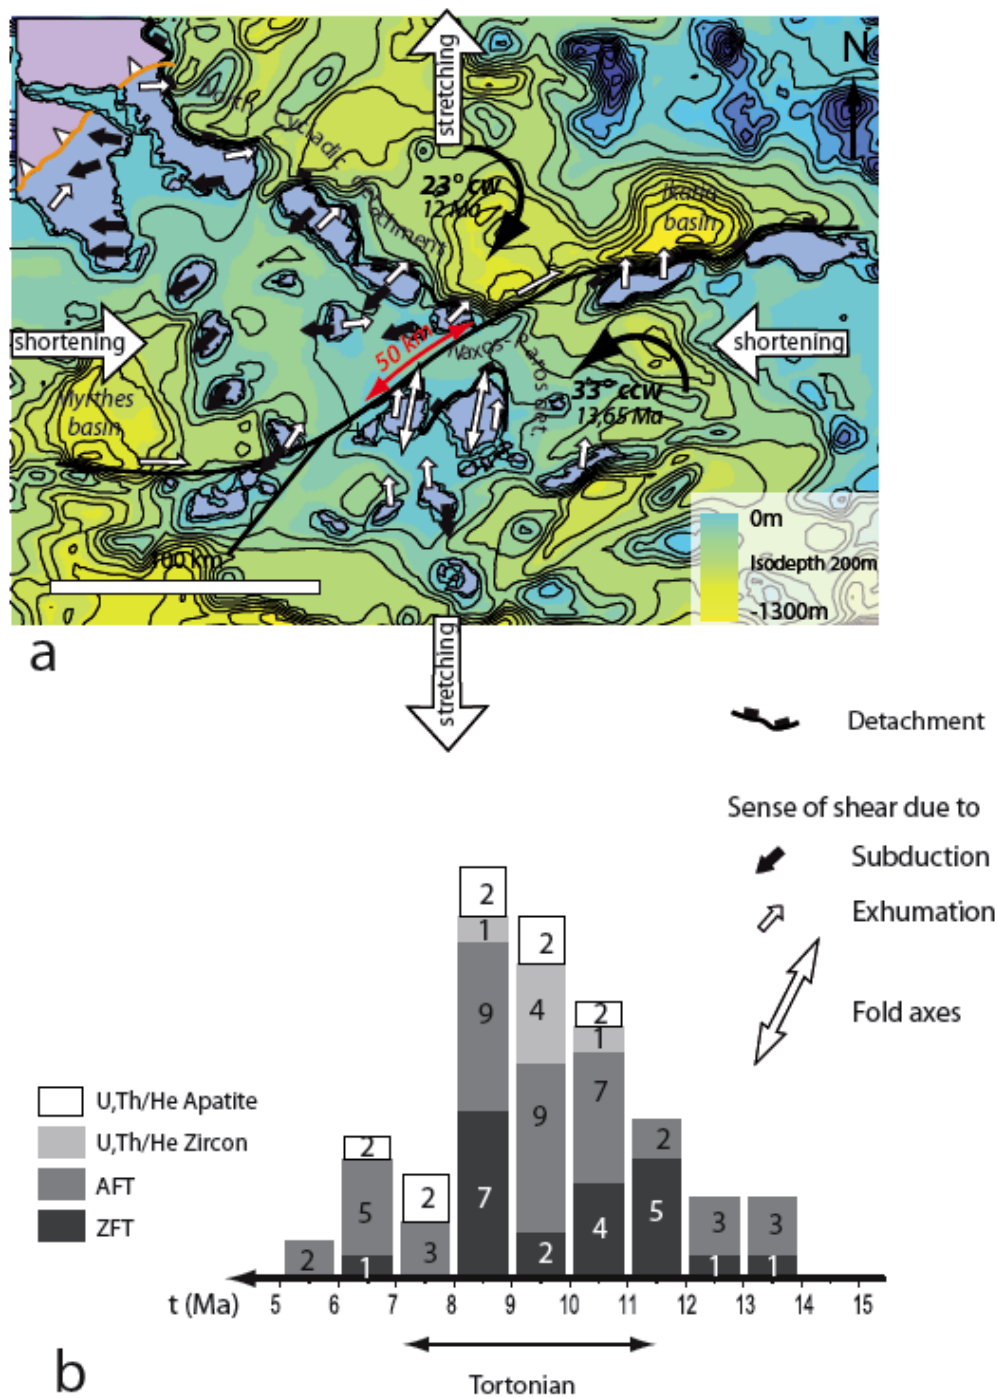 stretching
N
North Cycladic detachment
23° cw
12 Ma
Ikaria
basin
shortening
shortening
50 km
Naxos-Paros det.
33° ccw
13,65 Ma
Myrthes
basin
100 km
0m
Isodepth 200m
-1300m
a
stretching
Detachment
Sense of shear due to
Subduction
Exhumation
Fold axes
U,Th/He Apatite
U,Th/He Zircon
AFT
ZFT
2
2 5 1
2 3
2 1 9 7
2 4 9 2
2 1 7 4
2 5
3 1
3 1
t (Ma) 5 6 7 8 9 10 11 12 13 14 15
Tortonian
b